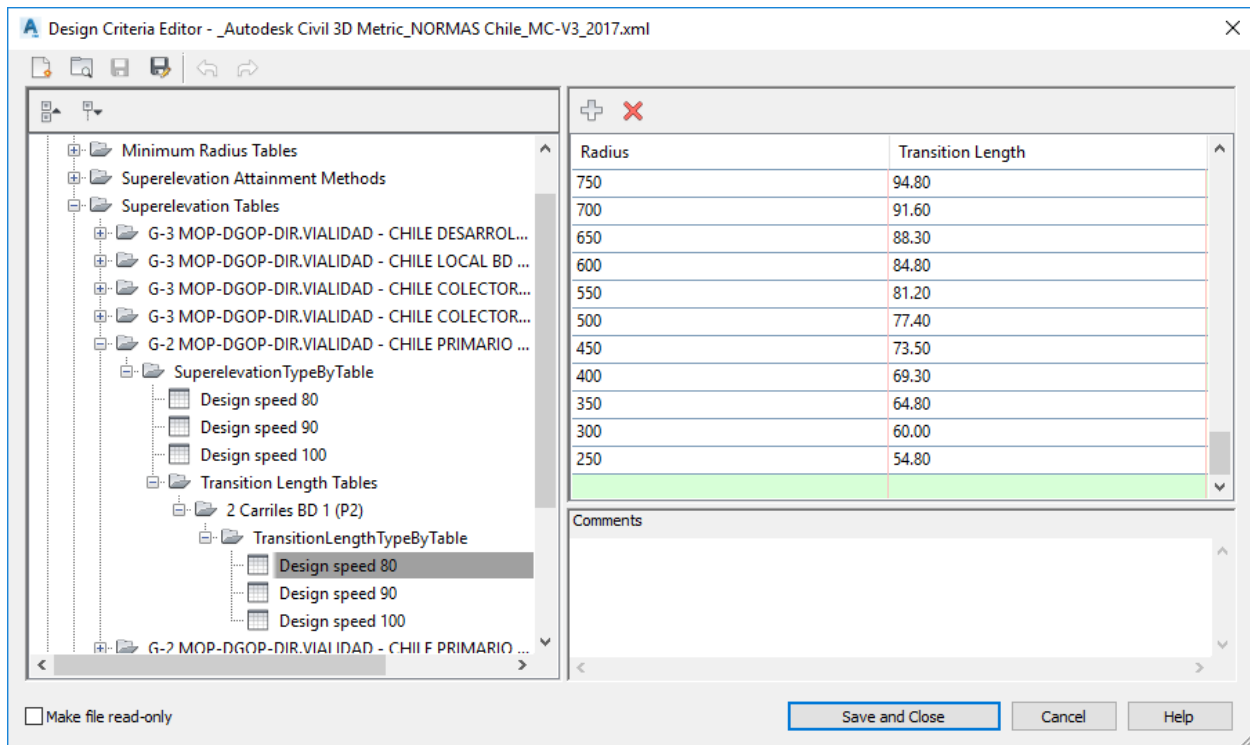 Design Criteria Editor - _Autodesk Civil 3D Metric_NORMAS Chile_MC-V3_2017.xml
Minimum Radius Tables
Superelevation Attainment Methods
Superelevation Tables
G-3 MOP-DGOP-DIR.VIALIDAD - CHILE DESARROL...
G-3 MOP-DGOP-DIR.VIALIDAD - CHILE LOCAL BD ...
G-3 MOP-DGOP-DIR.VIALIDAD - CHILE COLECTOR...
G-3 MOP-DGOP-DIR.VIALIDAD - CHILE COLECTOR...
G-2 MOP-DGOP-DIR.VIALIDAD - CHILE PRIMARIO ...
SuperelevationTypeByTable
Design speed 80
Design speed 90
Design speed 100
Transition Length Tables
2 Carriles BD 1 (P2)
TransitionLengthTypeByTable
Design speed 80
Design speed 90
Design speed 100
G-2 MOP-DGOP-DIR.VIALIDAD - CHILE PRIMARIO ...
Radius Transition Length
750 94.80
700 91.60
650 88.30
600 84.80
550 81.20
500 77.40
450 73.50
400 69.30
350 64.80
300 60.00
250 54.80
Comments
Make file read-only
Save and Close
Cancel
Help